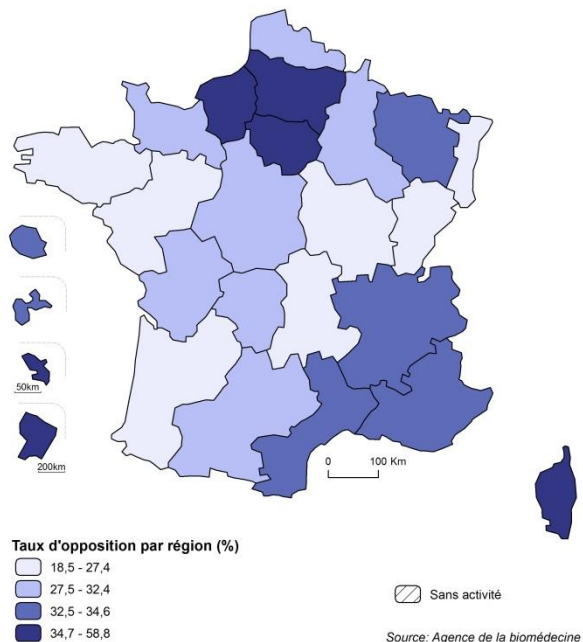 50km
200km
0 100 Km
Taux d'opposition par région (%)
18,5 - 27,4
27,5 - 32,4
32,5 - 34,6
34,7 - 58,8
Sans activité
Source: Agence de la biomédecine